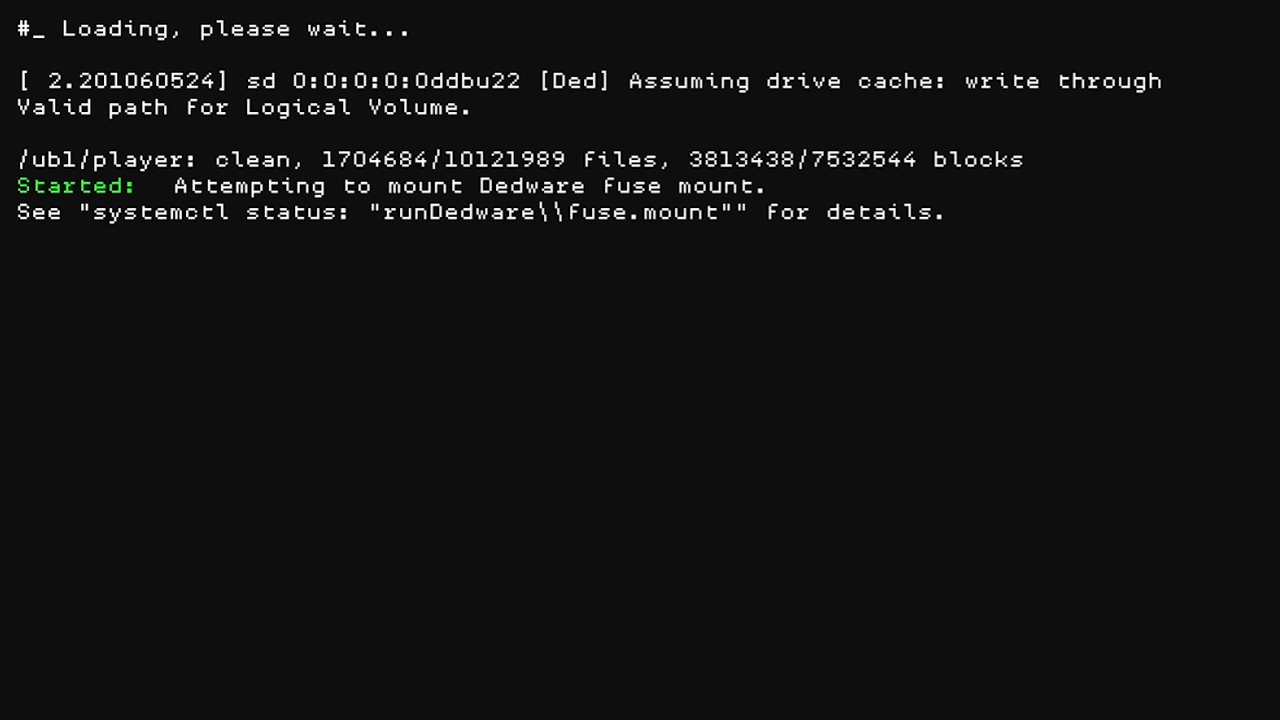 #_ Loading, please wait...
[ 2.201060524] sd 0:0:0:0:0ddbu22 [Ded] Assuming drive cache: write through
Valid path for Logical Volume.
/ubl/player: clean, 1704684/10121989 files, 3813438/7532544 blocks
Started: Attempting to mount Dedware fuse mount.
See "systemctl status: "runDedware\\fuse.mount"" for details.